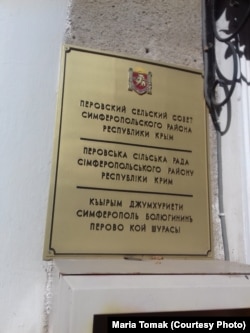 ПЕРОВСКИЙ СЕЛЬСКИЙ СОВЕТ
СИМФЕРОПОЛЬСКОГО РАЙОНА
РЕСПУБЛИКИ КРЫМ
ПЕРОВСЬКА СІЛЬСЬКА РАДА
СІМФЕРОПОЛЬСЬКОГО РАЙОНУ
РЕСПУБЛІКИ КРИМ
КЪЫРЫМ ДЖУМХУРИЕТИ
СИМФЕРОПОЛЬ ВОЛЮГИНИНЪ
ПЕРОВО КОЙ ШУРАСЫ
Maria Tomak (Courtesy Photo)